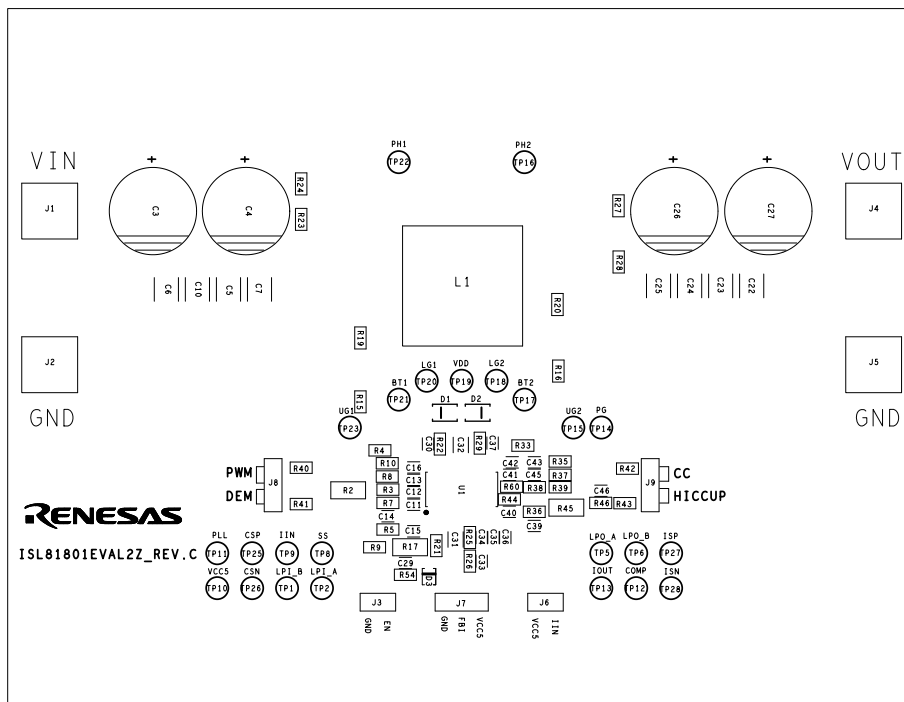 PH1
TP22
PH2
TP16
VIN
VOUT
J1
J4
+
C3
+
C4
R24
R23
R27
R28
+
C26
+
C27
C6
C10
C5
C7
C25
C24
C23
C22
L1
R20
R19
R16
R15
J2
J5
GND
GND
LG1
TP20
VDD
TP19
LG2
TP18
BT1
TP21
BT2
TP17
D1
D2
UG1
TP23
UG2
TP15
PG
TP14
C30
R22
C32
R29
C37
R33
R4
R10
R8
R3
R7
C16
C13
C12
C11
C14
R5
C15
R2
U1
C42
C43
R35
C41
C45
R37
R60
R38
R39
R44
C40
R36
C39
R45
C46
R46
R43
R42
PWM
DEM
J8
R40
R41
J9
CC
HICCUP
RENESAS
ISL81801EVAL2Z_REV.C
R9
R17
R21
C31
R25
R26
C34
C35
C36
C33
C29
R54
D3
PLL
TP11
CSP
TP25
IIN
TP9
SS
TP8
VCC5
TP10
CSN
TP26
LPI_B
TP1
LPI_A
TP2
LPO_A
TP5
LPO_B
TP6
ISP
TP27
IOUT
TP13
COMP
TP12
ISN
TP28
J3
GND
EN
J7
GND
FBI
VCC5
J6
VCC5
IIN